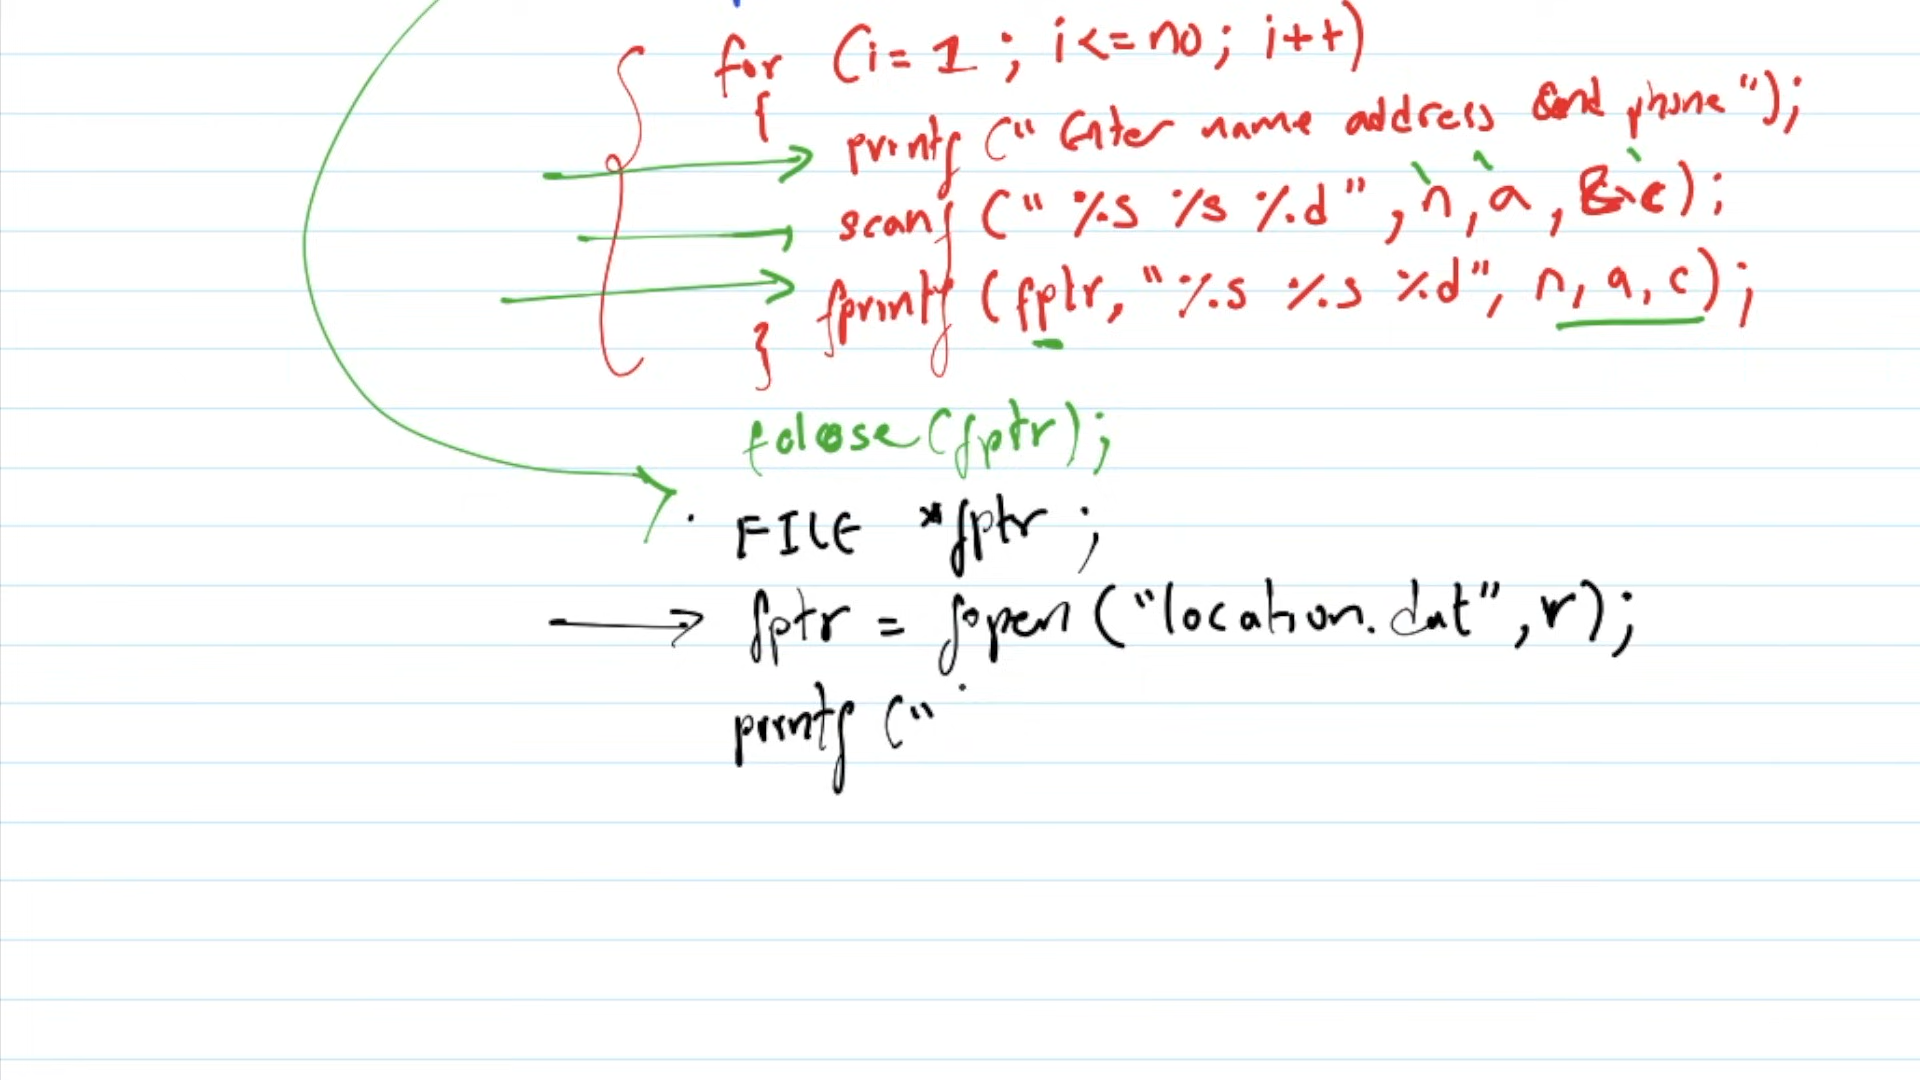 for (i=1 ; i<=no; i++)
{
printf (" Enter name address and phone");
scanf (" %s %s %d" , n, a, &c);
fprintf (fptr, " %s %s %d", n, a, c);
}
fclose(fptr);
FILE *fptr ;
fptr = fopen ("location.dat", r);
printf ("